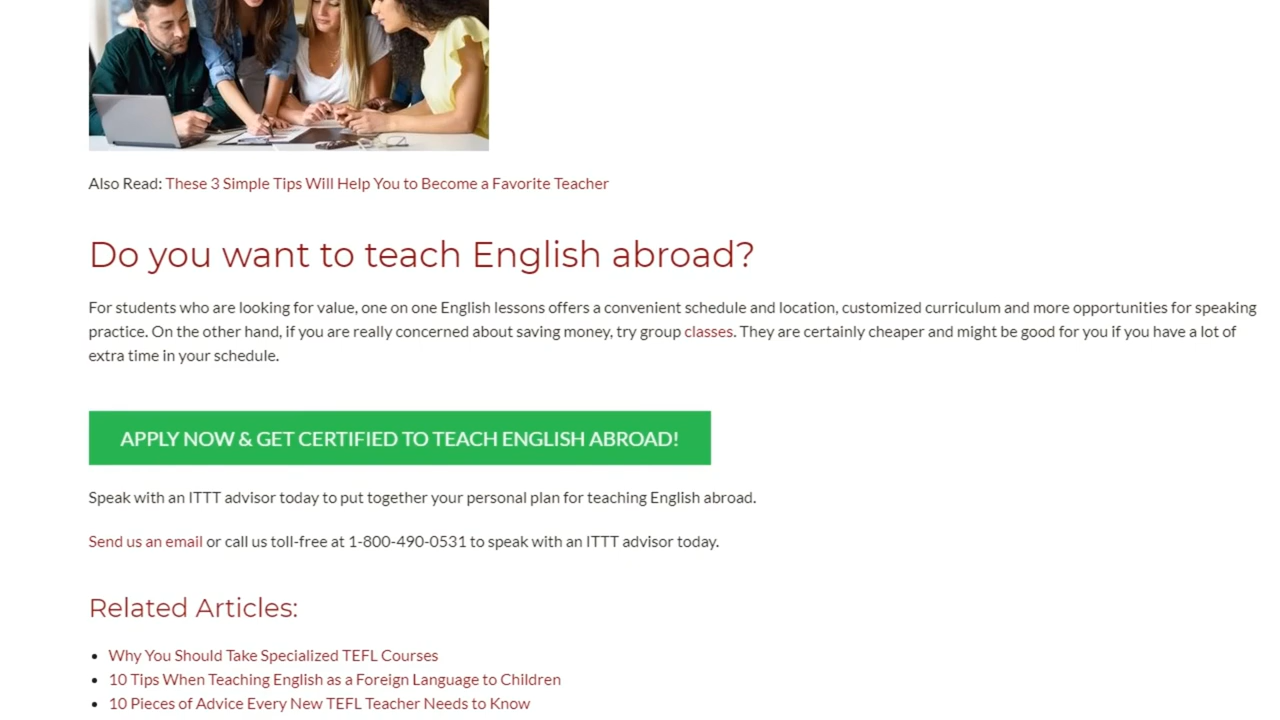 Also Read: These 3 Simple Tips Will Help You to Become a Favorite Teacher
Do you want to teach English abroad?
For students who are looking for value, one on one English lessons offers a convenient schedule and location, customized curriculum and more opportunities for speaking
practice. On the other hand, if you are really concerned about saving money, try group classes. They are certainly cheaper and might be good for you if you have a lot of
extra time in your schedule.
APPLY NOW & GET CERTIFIED TO TEACH ENGLISH ABROAD!
Speak with an ITTT advisor today to put together your personal plan for teaching English abroad.
Send us an email or call us toll-free at 1-800-490-0531 to speak with an ITTT advisor today.
Related Articles:
• Why You Should Take Specialized TEFL Courses
• 10 Tips When Teaching English as a Foreign Language to Children
• 10 Pieces of Advice Every New TEFL Teacher Needs to Know